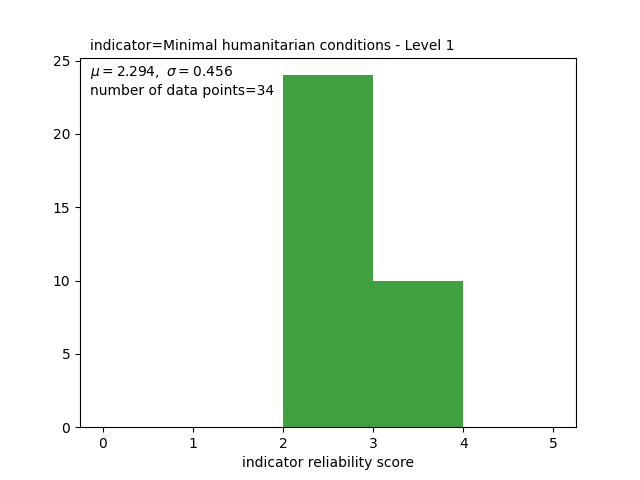 indicator=Minimal humanitarian conditions - Level 1
μ = 2.294, σ = 0.456
number of data points=34
25
20
15
10
5
0
0 1 2 3 4 5
indicator reliability score